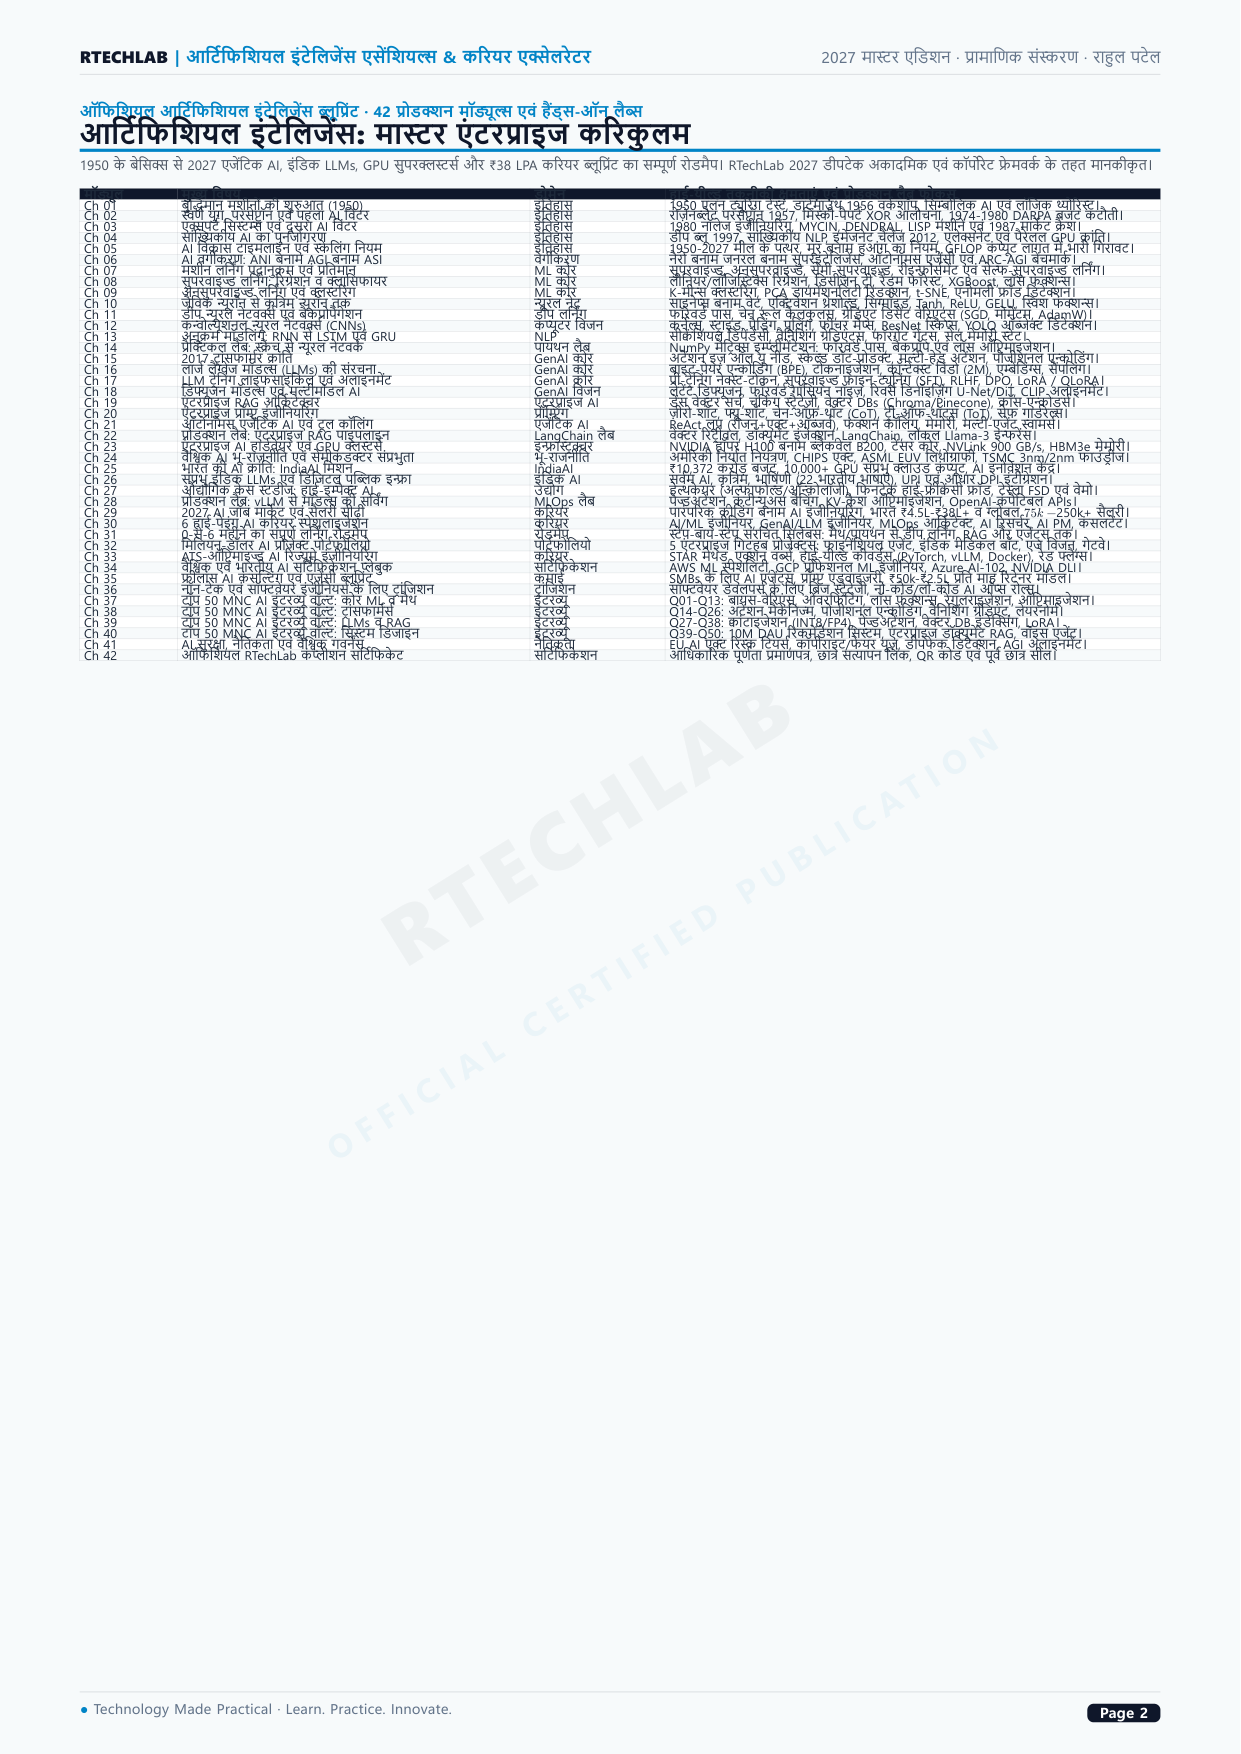 RTECHLAB | आर्टिफिशियल इंटेलिजेंस एसेंशियल्स & करियर एक्सेलरेटर
2027 मास्टर एडिशन · प्रामाणिक संस्करण · राहुल पटेल
ऑफिशियल आर्टिफिशियल इंटेलिजेंस ब्लूप्रिंट · 42 प्रोडक्शन मॉड्यूल्स एवं हैंड्स-ऑन लैब्स
आर्टिफिशियल इंटेलिजेंस: मास्टर एंटरप्राइज करिकुलम
1950 के बेसिक्स से 2027 एजेंटिक AI, इंडिक LLMs, GPU सुपरक्लस्टर्स और ₹38 LPA करियर ब्लूप्रिंट का सम्पूर्ण रोडमैप। RTechLab 2027 डीपटेक अकादमिक एवं कॉर्पोरेट फ्रेमवर्क के तहत मानकीकृत।
Ch 01 बुद्धिमान मशीनों की शुरुआत (1950) इतिहास 1950 एलन ट्यूरिंग टेस्ट, डार्टमाउथ 1956 वर्कशॉप, सिम्बोलिक AI एवं लॉजिक थ्योरिस्ट।
Ch 02 स्वर्ण युग, परसेप्ट्रॉन एवं पहला AI विंटर इतिहास रोजेनब्लैट परसेप्ट्रॉन 1957, मिंस्की-पेपर्ट XOR आलोचना, 1974-1980 DARPA बजट कटौती।
Ch 03 एक्सपर्ट सिस्टम्स एवं दूसरा AI विंटर इतिहास 1980 नॉलेज इंजीनियरिंग, MYCIN, DENDRAL, LISP मशीनें एवं 1987 मार्केट क्रैश।
Ch 04 सांख्यिकीय AI का पुनर्जागरण इतिहास डीप ब्लू 1997, सांख्यिकीय NLP, इमेजनेट चैलेंज 2012, एलेक्सनेट एवं पैरेलल GPU क्रांति।
Ch 05 AI विकास टाइमलाइन एवं स्केलिंग नियम इतिहास 1950-2027 मील के पत्थर, मूर बनाम हुआंग का नियम, GFLOP कंप्यूट लागत में भारी गिरावट।
Ch 06 AI वर्गीकरण: ANI बनाम AGI बनाम ASI वर्गीकरण नैरो बनाम जनरल बनाम सुपरइंटेलिजेंस, ऑटोनॉमस एजेंसी एवं ARC-AGI बेंचमार्क।
Ch 07 मशीन लर्निंग पदानुक्रम एवं प्रतिमान ML कोर सुपरवाइज्ड, अनसुपरवाइज्ड, सेमी-सुपरवाइज्ड, रीइन्फोर्समेंट एवं सेल्फ-सुपरवाइज्ड लर्निंग।
Ch 08 सुपरवाइज्ड लर्निंग: रिग्रेशन व क्लासिफायर ML कोर लीनियर/लॉजिस्टिक्स रिग्रेशन, डिसीजन ट्री, रैंडम फॉरेस्ट, XGBoost, लॉस फंक्शन्स।
Ch 09 अनसुपरवाइज्ड लर्निंग एवं क्लस्टरिंग ML कोर K-मीन्स क्लस्टरिंग, PCA डायमेंशनलिटी रिडक्शन, t-SNE, एनोमली फ्रॉड डिटेक्शन।
Ch 10 जैविक न्यूरॉन से कृत्रिम न्यूरॉन तक न्यूरल नेट साइनैप्स बनाम वेट, एक्टिवेशन थ्रेशोल्ड, सिग्मॉइड, Tanh, ReLU, GELU, स्विश फंक्शन्स।
Ch 11 डीप न्यूरल नेटवर्क्स एवं बैकप्रोपैगेशन डीप लर्निंग फॉरवर्ड पास, चेन रूल कैलकुलस, ग्रेडिएंट डिसेंट वेरिएंट्स (SGD, मोमेंटम, AdamW)।
Ch 12 कन्वोल्यूशनल न्यूरल नेटवर्क्स (CNNs) कंप्यूटर विजन कर्नेल्स, स्ट्राइड, पैडिंग, पूलिंग, फीचर मैप्स, ResNet स्किप्स, YOLO ऑब्जेक्ट डिटेक्शन।
Ch 13 अनुक्रम मॉडलिंग: RNN से LSTM एवं GRU NLP सीक्वेंशियल डिपेंडेंसी, वैनिशिंग ग्रेडिएंट्स, फॉरगेट गेट्स, सेल मेमोरी स्टेट।
Ch 14 प्रैक्टिकल लैब: स्क्रैच से न्यूरल नेटवर्क पायथन लैब NumPy मैट्रिक्स इम्प्लीमेंटेशन: फॉरवर्ड पास, बैकप्रॉप एवं लॉस ऑप्टिमाइजेशन।
Ch 15 2017 ट्रांसफॉर्मर क्रांति GenAI कोर अटेंशन इज ऑल यू नीड, स्केल्ड डॉट-प्रोडक्ट, मल्टी-हेड अटेंशन, पोजीशनल एन्कोडिंग।
Ch 16 लार्ज लैंग्वेज मॉडल्स (LLMs) की संरचना GenAI कोर बाइट-पेयर एन्कोडिंग (BPE), टोकनाइजेशन, कॉन्टेक्स्ट विंडो (2M), एम्बेडिंग्स, सैंपलिंग।
Ch 17 LLM ट्रेनिंग लाइफसाइकिल एवं अलाइनमेंट GenAI कोर प्री-ट्रेनिंग नेक्स्ट-टोकन, सुपरवाइज्ड फाइन-ट्यूनिंग (SFT), RLHF, DPO, LoRA / QLoRA।
Ch 18 डिफ्यूजन मॉडल्स एवं मल्टीमॉडल AI GenAI विजन लेटेंट डिफ्यूजन, फॉरवर्ड गॉसियन नॉइज, रिवर्स डिनॉइजिंग U-Net/DiT, CLIP अलाइनमेंट।
Ch 19 एंटरप्राइज RAG आर्किटेक्चर एंटरप्राइज AI डेंस वेक्टर सर्च, चंकिंग स्ट्रैटेजी, वेक्टर DBs (Chroma/Pinecone), क्रॉस-एन्कोडर्स।
Ch 20 एंटरप्राइज प्रॉम्प्ट इंजीनियरिंग प्रॉम्प्टिंग ज़ीरो-शॉट, फ्यू-शॉट, चेन-ऑफ-थॉट (CoT), ट्री-ऑफ-थॉट्स (ToT), सेफ गार्डरेल्स।
Ch 21 ऑटोनॉमस एजेंटिक AI एवं टूल कॉलिंग एजेंटिक AI ReAct लूप (रीजन+एक्ट+ऑब्जर्व), फंक्शन कॉलिंग, मेमोरी, मल्टी-एजेंट स्वार्म्स।
Ch 22 प्रोडक्शन लैब: एंटरप्राइज RAG पाइपलाइन LangChain लैब वेक्टर रिट्रीवल, डॉक्यूमेंट इंजेक्शन, LangChain, लोकल Llama-3 इन्फरेंस।
Ch 23 एंटरप्राइज AI हार्डवेयर एवं GPU क्लस्टर्स इन्फ्रास्ट्रक्चर NVIDIA हॉपर H100 बनाम ब्लैकवेल B200, टेंसर कोर, NVLink 900 GB/s, HBM3e मेमोरी।
Ch 24 वैश्विक AI भू-राजनीति एवं सेमीकंडक्टर संप्रभुता भू-राजनीति अमेरिकी निर्यात नियंत्रण, CHIPS एक्ट, ASML EUV लिथोग्राफी, TSMC 3nm/2nm फाउंड्रीज।
Ch 25 भारत की AI क्रांति: IndiaAI मिशन IndiaAI ₹10,372 करोड़ बजट, 10,000+ GPU संप्रभु क्लाउड कंप्यूट, AI इनोवेशन केंद्र।
Ch 26 संप्रभु इंडिक LLMs एवं डिजिटल पब्लिक इन्फ्रा इंडिक AI सर्वम AI, कृत्रिम, भाषिणी (22 भारतीय भाषाएं), UPI एवं आधार DPI इंटीग्रेशन।
Ch 27 औद्योगिक केस स्टडीज: हाई-इम्पैक्ट AI उद्योग हेल्थकेयर (अल्फाफोल्ड/ऑन्कोलॉजी), फिनटेक हाई-फ्रीक्वेंसी फ्रॉड, टेस्ला FSD एवं वेमो।
Ch 28 प्रोडक्शन लैब: vLLM से मॉडल्स की सर्विंग MLOps लैब पेज्डअटेंशन, कंटीन्यूअस बैचिंग, KV-कैश ऑप्टिमाइजेशन, OpenAI-कंपैटिबल APIs।
Ch 29 2027 AI जॉब मार्केट एवं सैलरी सीढ़ी करियर पारंपरिक कोडिंग बनाम AI इंजीनियरिंग, भारत ₹4.5L-₹38L+ व ग्लोबल 75k −250k+ सैलरी।
Ch 30 6 हाई-पेइंग AI करियर स्पेशलाइजेशन करियर AI/ML इंजीनियर, GenAI/LLM इंजीनियर, MLOps आर्किटेक्ट, AI रिसर्चर, AI PM, कंसल्टेंट।
Ch 31 0-से-6 महीने का संपूर्ण लर्निंग रोडमैप रोडमैप स्टेप-बाय-स्टेप संरचित सिलेबस: मैथ/पायथन से डीप लर्निंग, RAG और एजेंट्स तक।
Ch 32 मिलियन-डॉलर AI प्रोजेक्ट पोर्टफोलियो पोर्टफोलियो 5 एंटरप्राइज गिटहब प्रोजेक्ट्स: फाइनेंशियल एजेंट, इंडिक मेडिकल बॉट, एज विजन, गेटवे।
Ch 33 ATS-ऑप्टिमाइज्ड AI रिज्यूमे इंजीनियरिंग करियर STAR मेथड, एक्शन वर्ब्स, हाई-यील्ड कीवर्ड्स (PyTorch, vLLM, Docker), रेड फ्लैग्स।
Ch 34 वैश्विक एवं भारतीय AI सर्टिफिकेशन प्लेबुक सर्टिफिकेशन AWS ML स्पेशलिटी, GCP प्रोफेशनल ML इंजीनियर, Azure AI-102, NVIDIA DLI।
Ch 35 फ्रीलांस AI कंसल्टिंग एवं एजेंसी ब्लूप्रिंट कमाई SMBs के लिए AI एजेंट्स, प्रॉम्प्ट एडवाइजरी, ₹50k-₹2.5L प्रति माह रिटेनर मॉडल।
Ch 36 नॉन-टेक एवं सॉफ्टवेयर इंजीनियर्स के लिए ट्रांजिशन ट्रांजिशन सॉफ्टवेयर डेवलपर्स के लिए ब्रिज स्ट्रेटेजी, नो-कोड/लो-कोड AI ऑप्स रोल्स।
Ch 37 टॉप 50 MNC AI इंटरव्यू वॉल्ट: कोर ML व मैथ इंटरव्यू Q01-Q13: बायस-वेरिएंस, ओवरफिटिंग, लॉस फंक्शन्स, रेगुलराइजेशन, ऑप्टिमाइजेशन।
Ch 38 टॉप 50 MNC AI इंटरव्यू वॉल्ट: ट्रांसफॉर्मर्स इंटरव्यू Q14-Q26: अटेंशन मैकेनिज्म, पोजीशनल एन्कोडिंग, वैनिशिंग ग्रेडिएंट, लेयरनॉर्म।
Ch 39 टॉप 50 MNC AI इंटरव्यू वॉल्ट: LLMs व RAG इंटरव्यू Q27-Q38: क्वांटाइजेशन (INT8/FP4), पेज्डअटेंशन, वेक्टर DB इंडेक्सिंग, LoRA।
Ch 40 टॉप 50 MNC AI इंटरव्यू वॉल्ट: सिस्टम डिजाइन इंटरव्यू Q39-Q50: 10M DAU रिकमेंडेशन सिस्टम, एंटरप्राइज डॉक्यूमेंट RAG, वॉइस एजेंट।
Ch 41 AI सुरक्षा, नैतिकता एवं वैश्विक गवर्नेंस नैतिकता EU AI एक्ट रिस्क टियर्स, कॉपीराइट/फेयर यूज, डीपफेक डिटेक्शन, AGI अलाइनमेंट।
Ch 42 ऑफिशियल RTechLab कंप्लीशन सर्टिफिकेट सर्टिफिकेशन आधिकारिक पूर्णता प्रमाणपत्र, छात्र सत्यापन लिंक, QR कोड एवं पूर्व छात्र सील।
RTECHLAB
OFFICIAL CERTIFIED PUBLICATION
● Technology Made Practical · Learn. Practice. Innovate.
Page 2